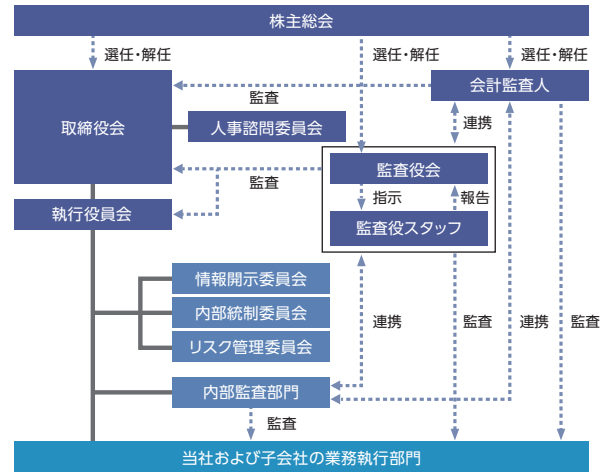 株主総会
選任・解任
選任・解任
選任・解任
会計監査人
監査
取締役会
人事諮問委員会
連携
監査役会
監査
指示
報告
執行役員会
監査役スタッフ
情報開示委員会
内部統制委員会
連携
監査
連携
監査
リスク管理委員会
内部監査部門
監査
当社および子会社の業務執行部門